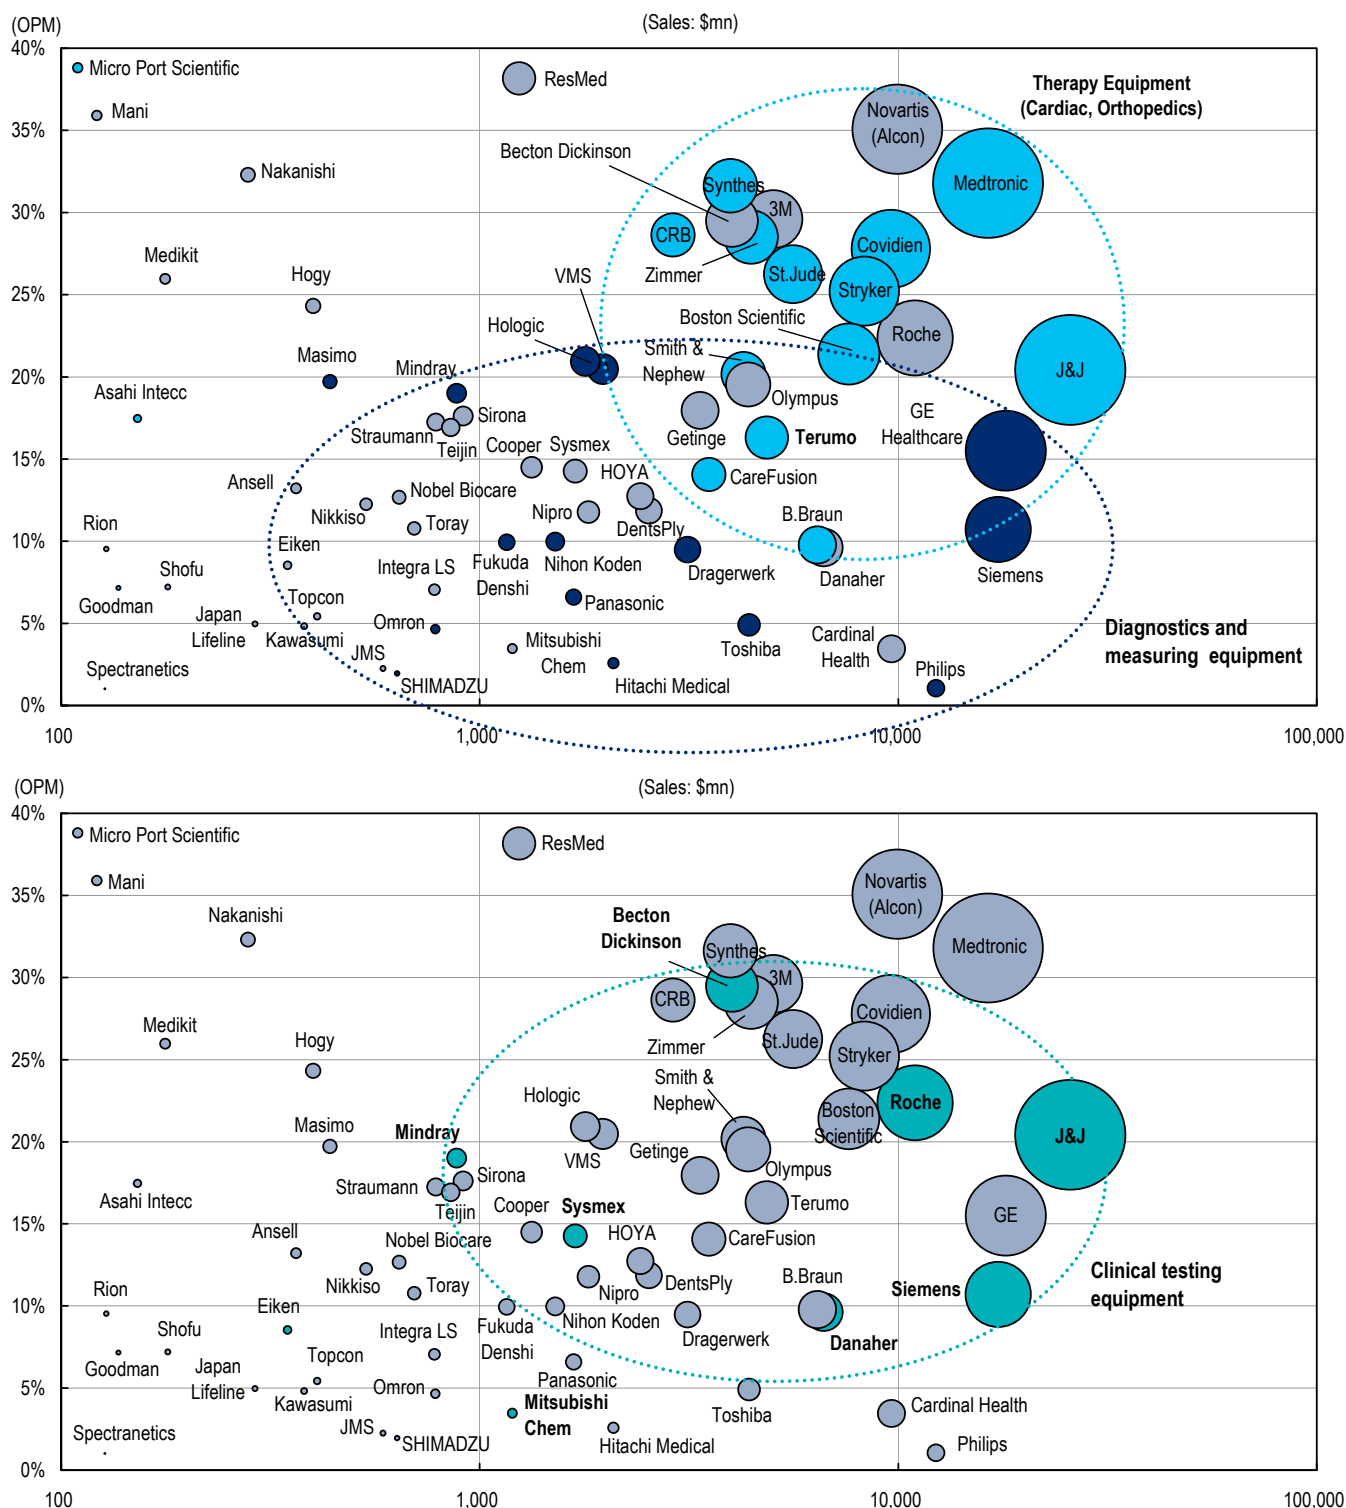 (OPM)
(Sales: $mn)
40%
Micro Port Scientific
ResMed
Therapy Equipment
(Cardiac, Orthopedics)
Mani
Novartis
(Alcon)
35%
Becton Dickinson
Nakanishi
Synthes
Medtronic
30%
3M
CRB
Covidien
Medikit
Zimmer
St.Jude
VMS
Hogy
Stryker
25%
Hologic
Boston Scientific
Roche
Smith &
Nephew
Masimo
Mindray
J&J
20%
Asahi Intecc
Olympus
GE
Healthcare
Sirona
Straumann
Getinge
Terumo
Teijin
Cooper
Sysmex
15%
HOYA
CareFusion
Ansell
Nobel Biocare
B.Braun
Nikkiso
Toray
Nipro
DentsPly
Rion
10%
Eiken
Fukuda
Denshi
Nihon Koden
Dragerwerk
Danaher
Siemens
Shofu
Integra LS
Goodman
Topcon
Panasonic
Japan
Lifeline
Kawasumi
Omron
5%
Mitsubishi
Chem
Toshiba
Cardinal
Health
Diagnostics and
measuring equipment
JMS
Spectranetics
SHIMADZU
Hitachi Medical
Philips
0%
100
1,000
10,000
100,000
(OPM)
(Sales: $mn)
40%
Micro Port Scientific
ResMed
Mani
Novartis
(Alcon)
35%
Nakanishi
Becton
Dickinson
Synthes
Medtronic
30%
3M
CRB
Covidien
Medikit
Hogy
Zimmer
St.Jude
Stryker
25%
Smith &
Nephew
Hologic
Boston
Scientific
Roche
Masimo
Mindray
J&J
20%
VMS
Getinge
Olympus
Asahi Intecc
Straumann
Sirona
Teijin
Cooper
Sysmex
Terumo
GE
15%
Ansell
Nobel Biocare
HOYA
CareFusion
Nikkiso
Toray
Nipro
DentsPly
B.Braun
Siemens
Clinical testing
equipment
Rion
10%
Eiken
Shofu
Integra LS
Fukuda
Denshi
Nihon Koden
Dragerwerk
Danaher
Goodman
Japan
Lifeline
Topcon
Kawasumi
Omron
Panasonic
5%
Mitsubishi
Chem
Toshiba
Cardinal Health
Spectranetics
JMS
SHIMADZU
Hitachi Medical
Philips
0%
100
1,000
10,000
100,000